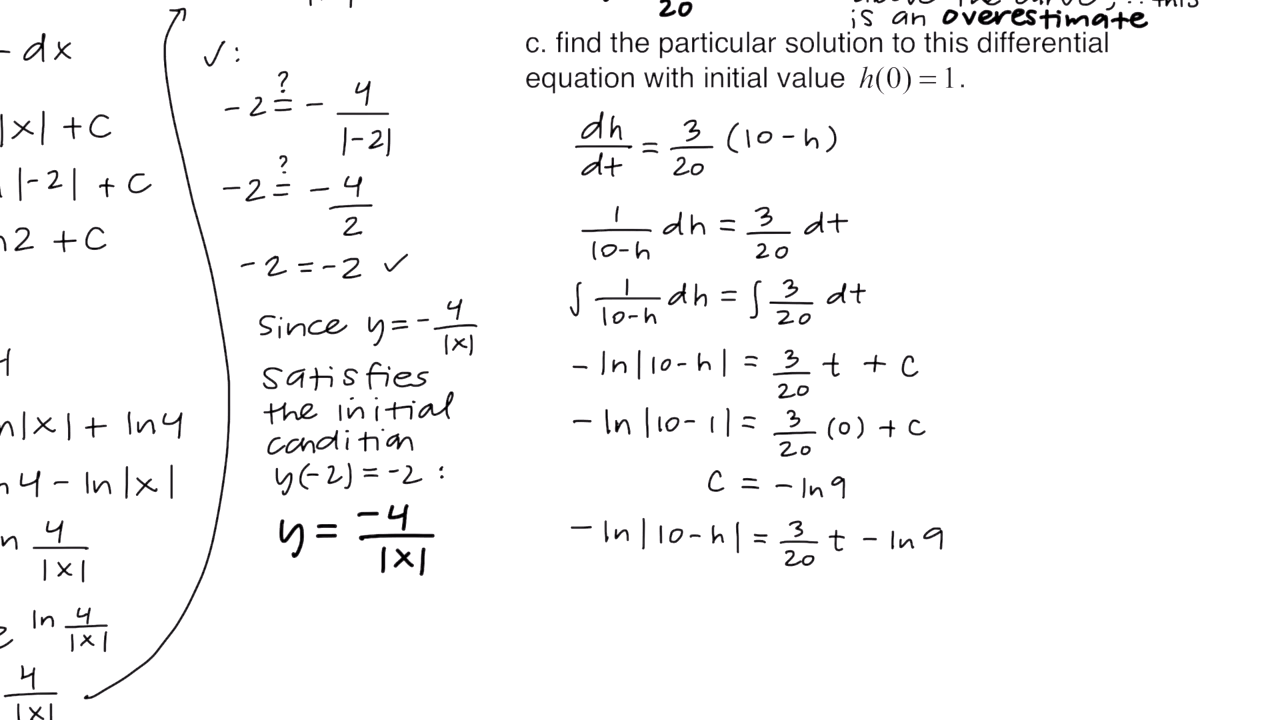 - dx
|x| + C
|-2| + C
n2 + C
n|x| + ln4
n4 - ln|x|
n 4/|x|
ln 4/|x|
4/|x|
✓:
-2 ?= - 4/|-2|
-2 ?= - 4/2
-2 = -2 ✓
Since y = - 4/|x|
satisfies
the initial
condition
y(-2) = -2 :
y = -4/|x|
20
is an overestimate
c. find the particular solution to this differential
equation with initial value h(0) = 1.
dh/dt = 3/20 (10-h)
1/(10-h) dh = 3/20 dt
∫ 1/(10-h) dh = ∫ 3/20 dt
- ln|10-h| = 3/20 t + C
- ln|10-1| = 3/20 (0) + C
C = -ln9
- ln|10-h| = 3/20 t - ln9